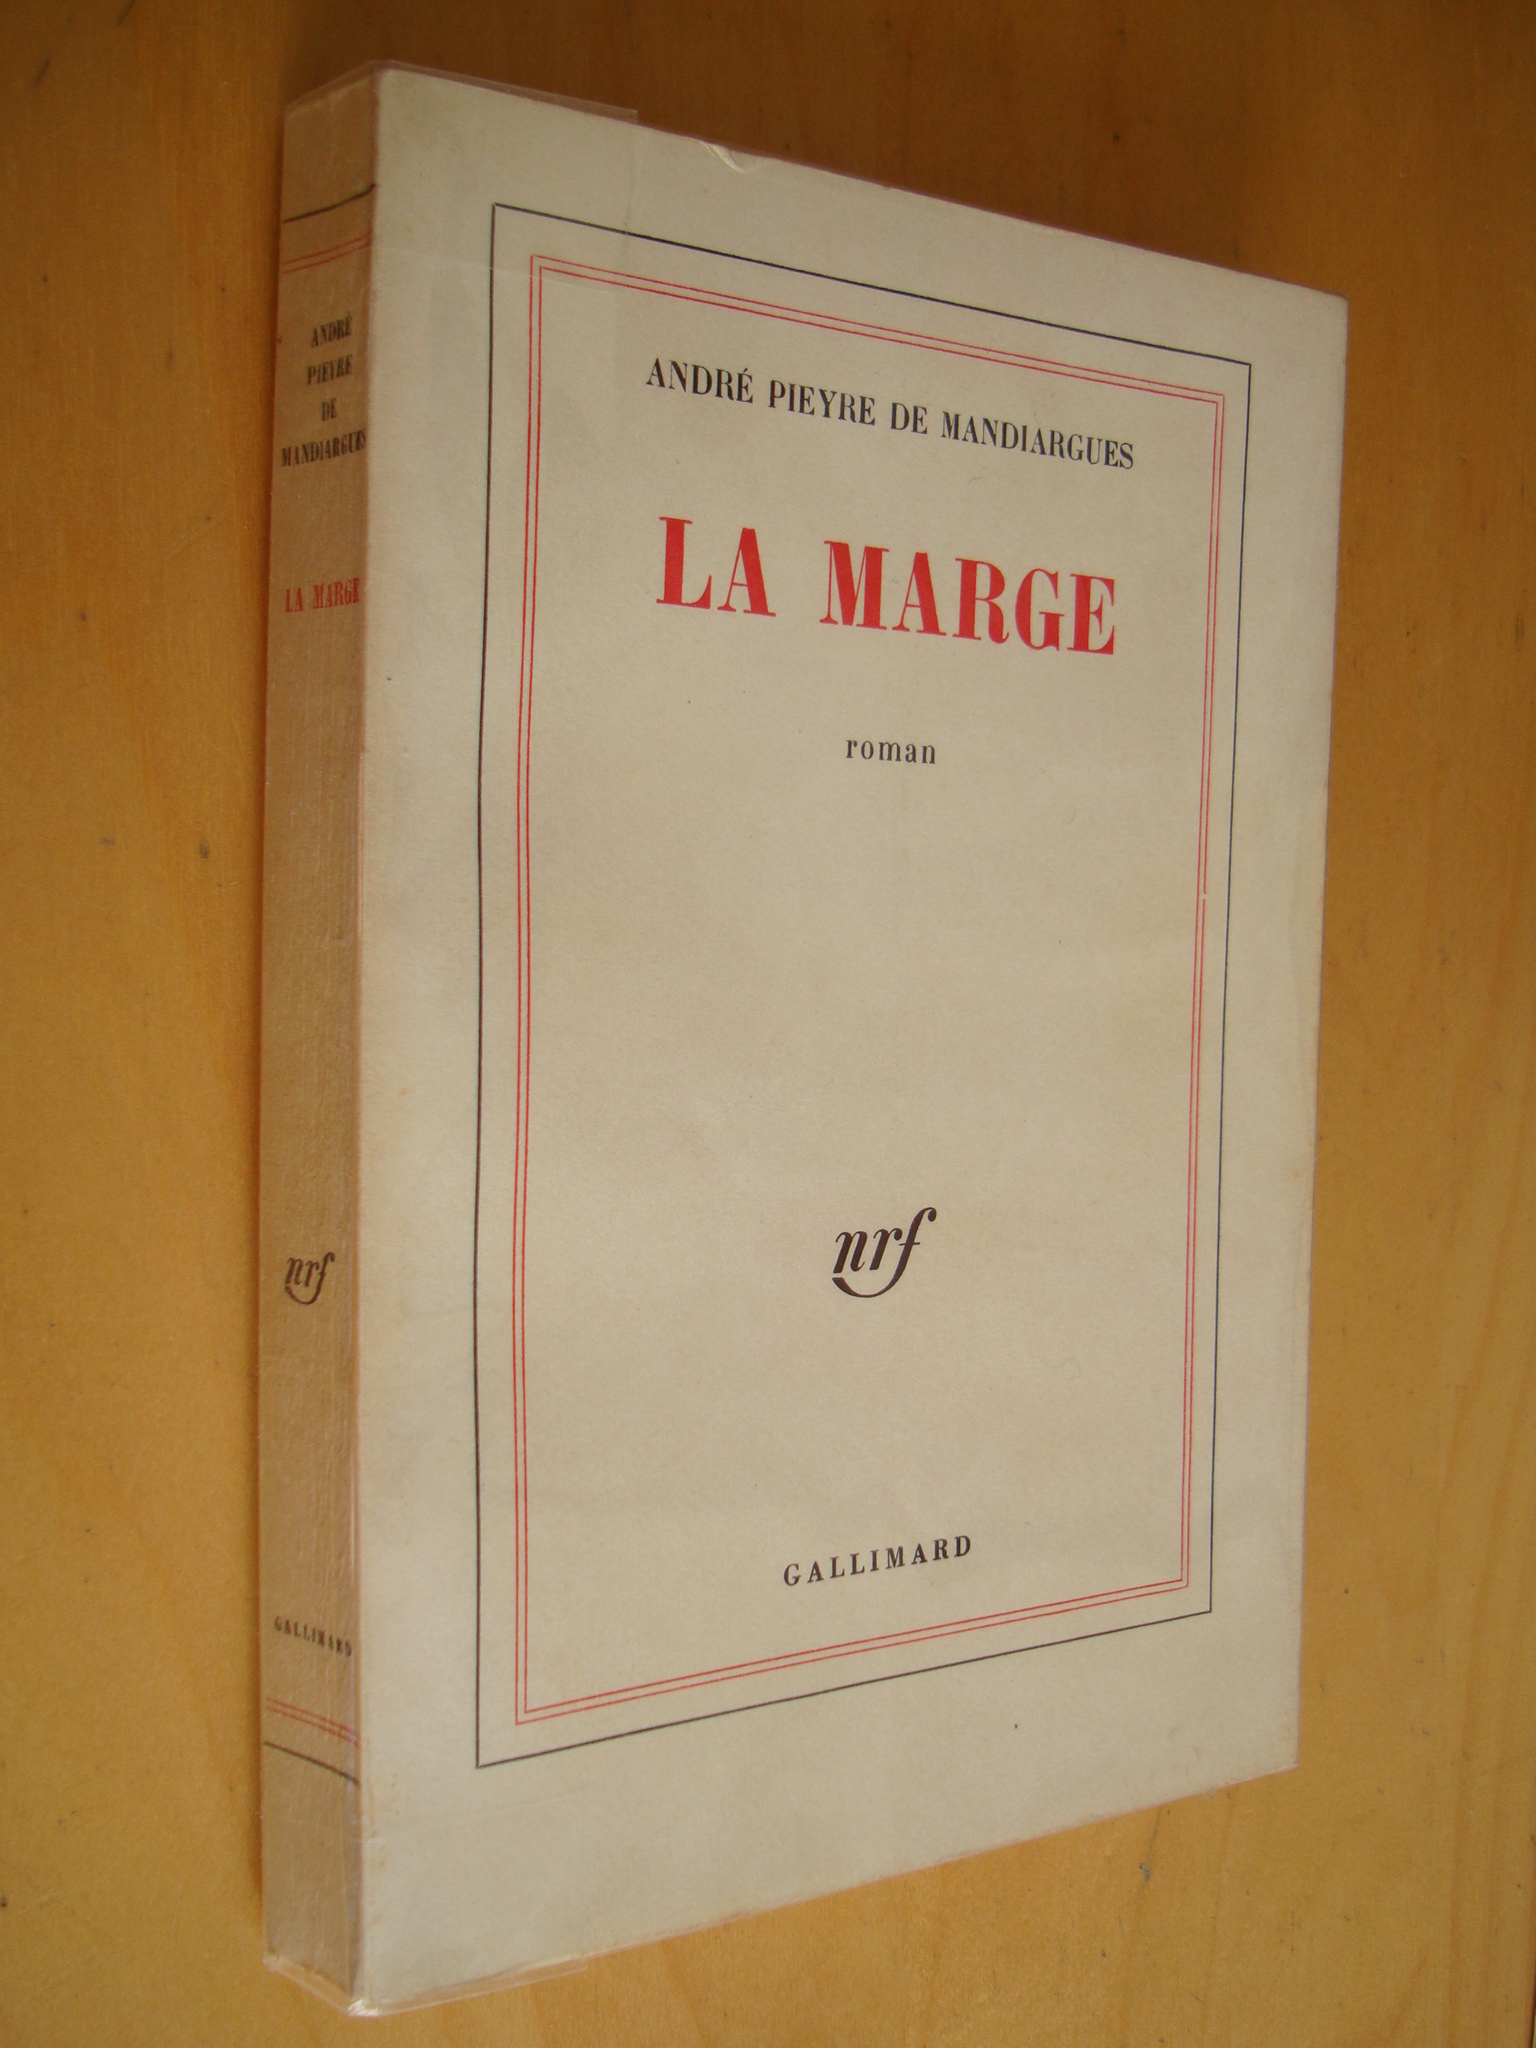 ANDRÉ
PIEYRE
DE
MANDIARGUES
LA MARGE
nrf
GALLIMARD
ANDRÉ PIEYRE DE MANDIARGUES
LA MARGE
roman
nrf
GALLIMARD